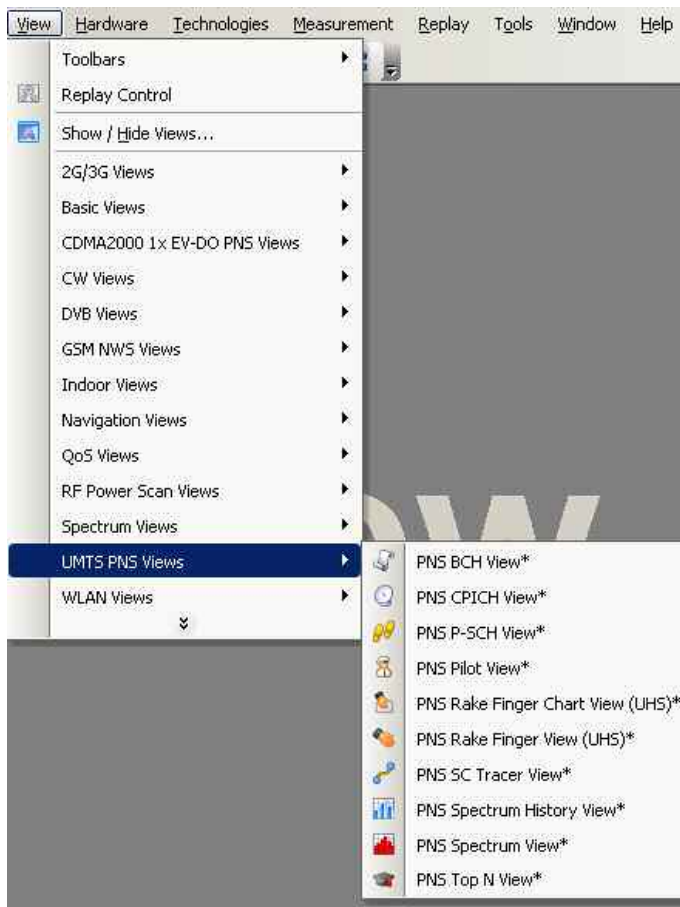 View Hardware Technologies Measurement Replay Tools Window Help
Toolbars
Replay Control
Show / Hide Views...
2G/3G Views
Basic Views
CDMA2000 1x EV-DO PNS Views
CW Views
DVB Views
GSM NWS Views
Indoor Views
Navigation Views
QoS Views
RF Power Scan Views
Spectrum Views
UMTS PNS Views
WLAN Views
PNS BCH View*
PNS CPICH View*
PNS P-SCH View*
PNS Pilot View*
PNS Rake Finger Chart View (UHS)*
PNS Rake Finger View (UHS)*
PNS SC Tracer View*
PNS Spectrum History View*
PNS Spectrum View*
PNS Top N View*